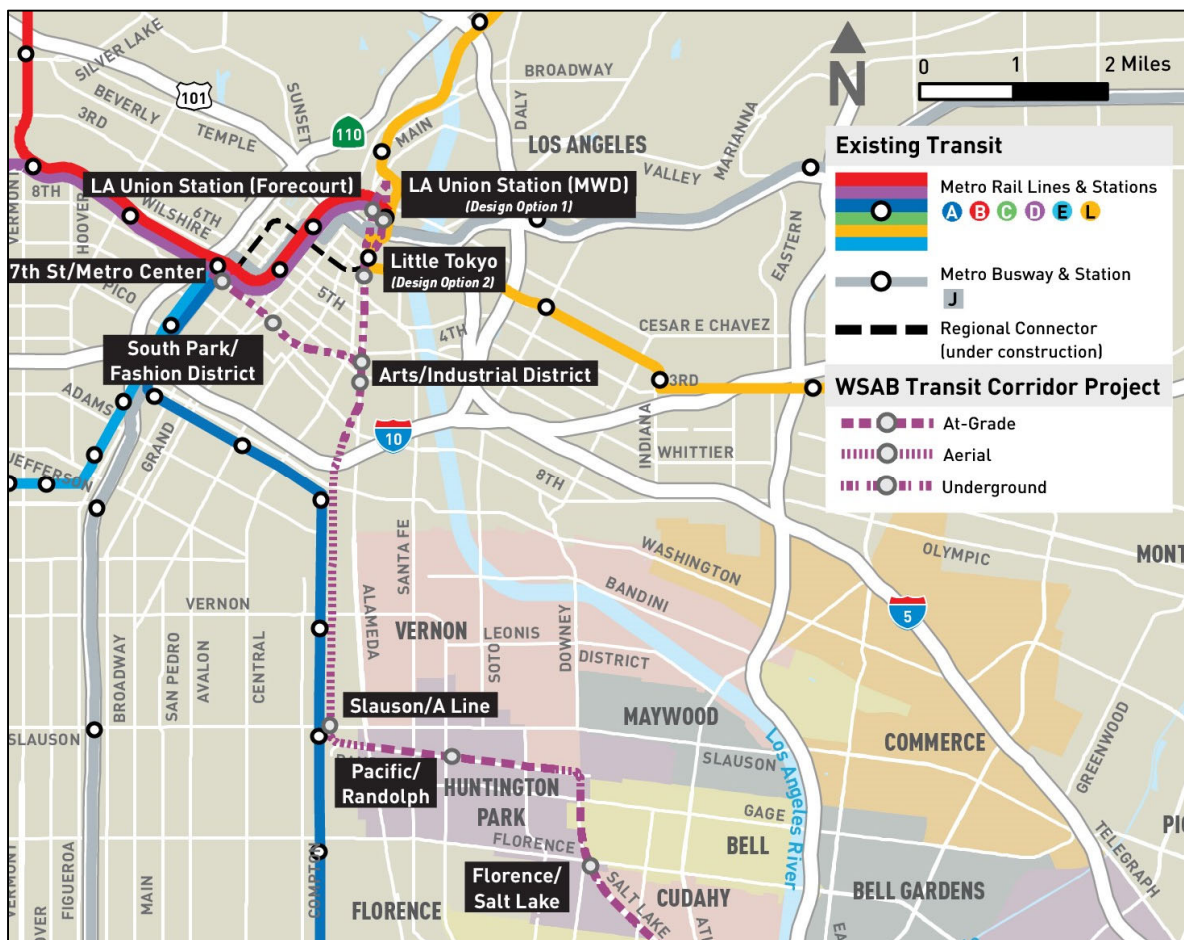 SILVER LAKE
101
BEVERLY
3RD
TEMPLE
SUNSET
110
MAIN
DALY
BROADWAY
LOS ANGELES
VALLEY
MARIANNA
N
0 1 2 Miles
Existing Transit
Metro Rail Lines & Stations
A B C D E L
Metro Busway & Station
J
Regional Connector
(under construction)
WSAB Transit Corridor Project
At-Grade
Aerial
Underground
VERMONT
8TH
HOOVER
WILSHIRE
6TH
LA Union Station (Forecourt)
LA Union Station (MWD)
(Design Option 1)
EASTERN
7th St/Metro Center
PICO
5TH
Little Tokyo
(Design Option 2)
4TH
CESAR E CHAVEZ
South Park/
Fashion District
Arts/Industrial District
3RD
ADAMS
GRAND
JEFFERSON
10
INDIANA
WHITTIER
8TH
SANTA FE
WASHINGTON
OLYMPIC
MONT
BANDINI
5
VERNON
ALAMEDA
VERNON
LEONIS
SOTO
DOWNEY
DISTRICT
BROADWAY
SAN PEDRO
AVALON
CENTRAL
Slauson/A Line
MAYWOOD
COMMERCE
GREENWOOD
SLAUSON
SLAUSON
Los Angeles River
Pacific/
Randolph
HUNTINGTON
PARK
GAGE
FLORENCE
BELL
TELEGRAPH
PIC
VERMONT
OVER
FIGUEROA
MAIN
COMPTON
Florence/
Salt Lake
SALT LAKE
FLORENCE
CUDAHY
BELL GARDENS